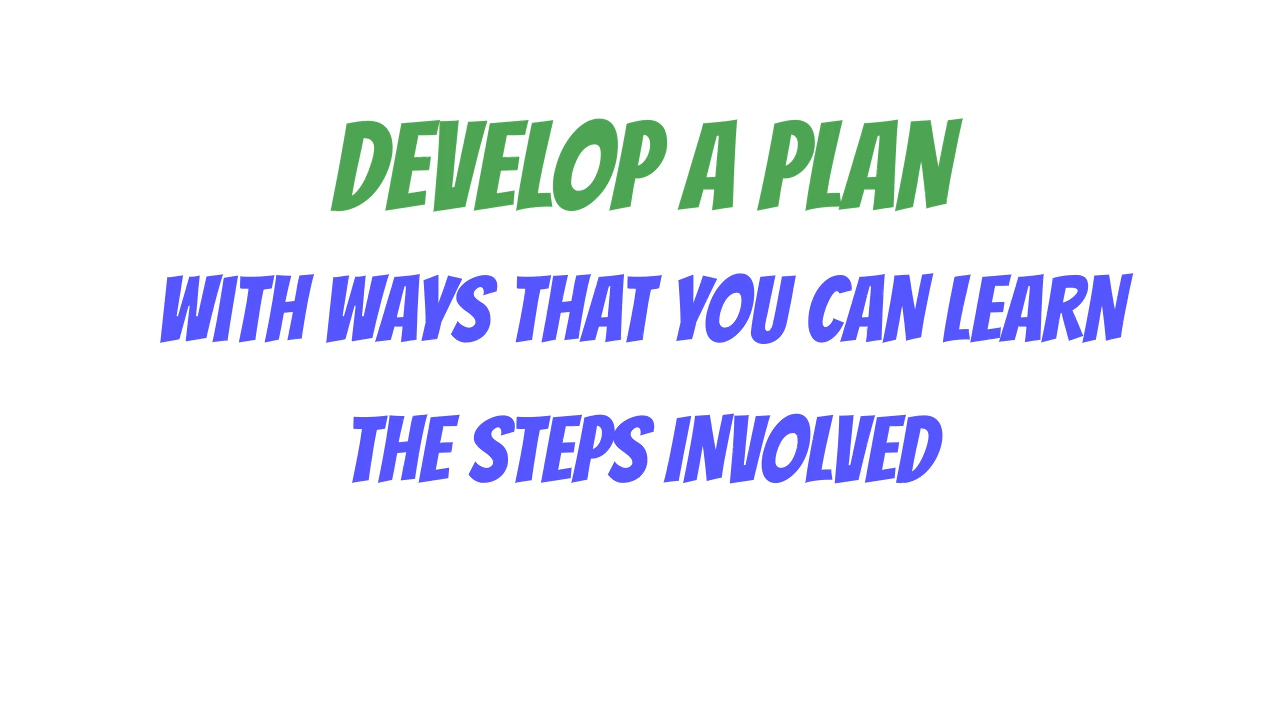 DEVELOP A PLAN
WITH WAYS THAT YOU CAN LEARN
THE STEPS INVOLVED